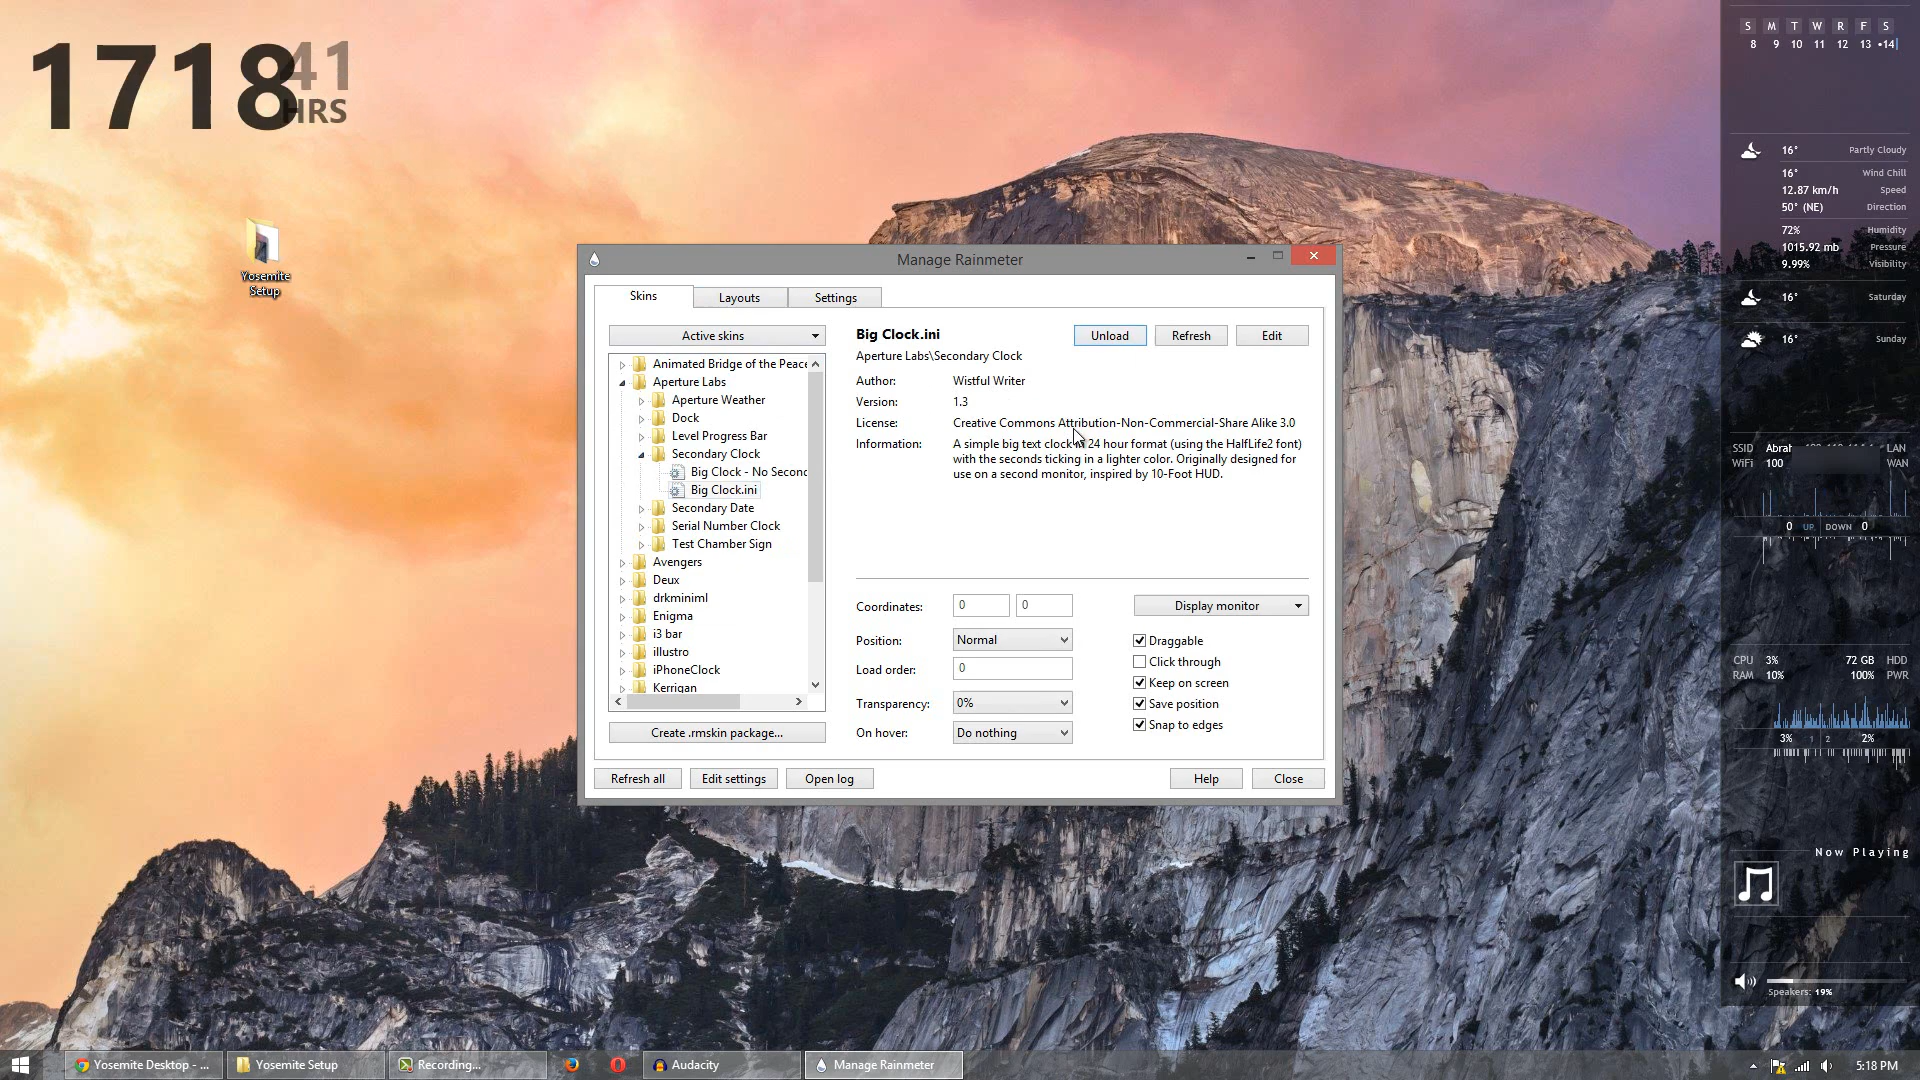 1718
41
HRS
Yosemite
Setup
S M T W R F S
8 9 10 11 12 13 •14
16° Partly Cloudy
16° Wind Chill
12.87 km/h Speed
50° (NE) Direction
72% Humidity
1015.92 mb Pressure
9.99% Visibility
16° Saturday
16° Sunday
SSID Abrah LAN
WiFi 100 WAN
0 UP DOWN 0
CPU 3% 72 GB HDD
RAM 10% 100% PWR
3% 1 2 2%
Now Playing
Speakers: 19%
Manage Rainmeter
Skins Layouts Settings
Active skins
Animated Bridge of the Peace
Aperture Labs
Aperture Weather
Dock
Level Progress Bar
Secondary Clock
Big Clock - No Second
Big Clock.ini
Secondary Date
Serial Number Clock
Test Chamber Sign
Avengers
Deux
drkminiml
Enigma
i3 bar
illustro
iPhoneClock
Kerrigan
Create .rmskin package...
Big Clock.ini Unload Refresh Edit
Aperture Labs\Secondary Clock
Author: Wistful Writer
Version: 1.3
License: Creative Commons Attribution-Non-Commercial-Share Alike 3.0
Information: A simple big text clock 24 hour format (using the HalfLife2 font)
with the seconds ticking in a lighter color. Originally designed for
use on a second monitor, inspired by 10-Foot HUD.
Coordinates: 0 0 Display monitor
Position: Normal Draggable
Click through
Load order: 0 Keep on screen
Transparency: 0% Save position
On hover: Do nothing Snap to edges
Refresh all Edit settings Open log Help Close
Yosemite Desktop - ... Yosemite Setup Recording... Audacity Manage Rainmeter 5:18 PM